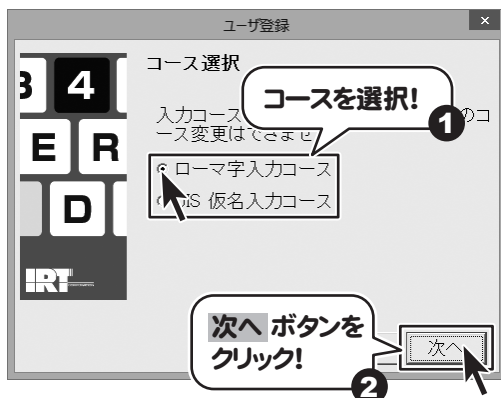 ユーザ登録
×
コース選択
コースを選択!
1
入力コース
のコ
ース変更はできませ
ローマ字入力コース
JIS 仮名入力コース
3 4
E R
D
IRT
次へ ボタンを
クリック!
2
次へ